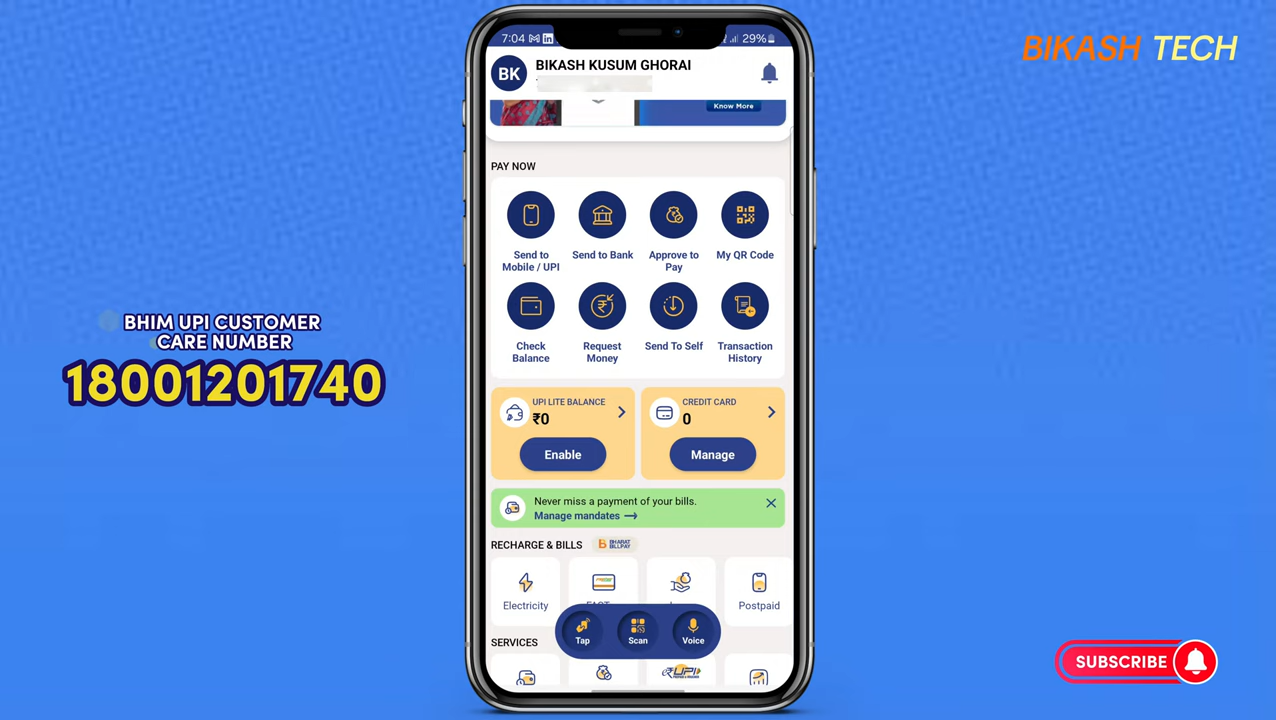 BIKASH TECH
7:04
29%
BK
BIKASH KUSUM GHORAI
Know More
PAY NOW
Send to Mobile / UPI
Send to Bank
Approve to Pay
My QR Code
Check Balance
Request Money
Send To Self
Transaction History
BHIM UPI CUSTOMER
CARE NUMBER
18001201740
UPI LITE BALANCE
₹0
Enable
CREDIT CARD
0
Manage
Never miss a payment of your bills.
Manage mandates →
RECHARGE & BILLS
B BHARAT BILLPAY
Electricity
Postpaid
Tap
Scan
Voice
SERVICES
UPI
SUBSCRIBE